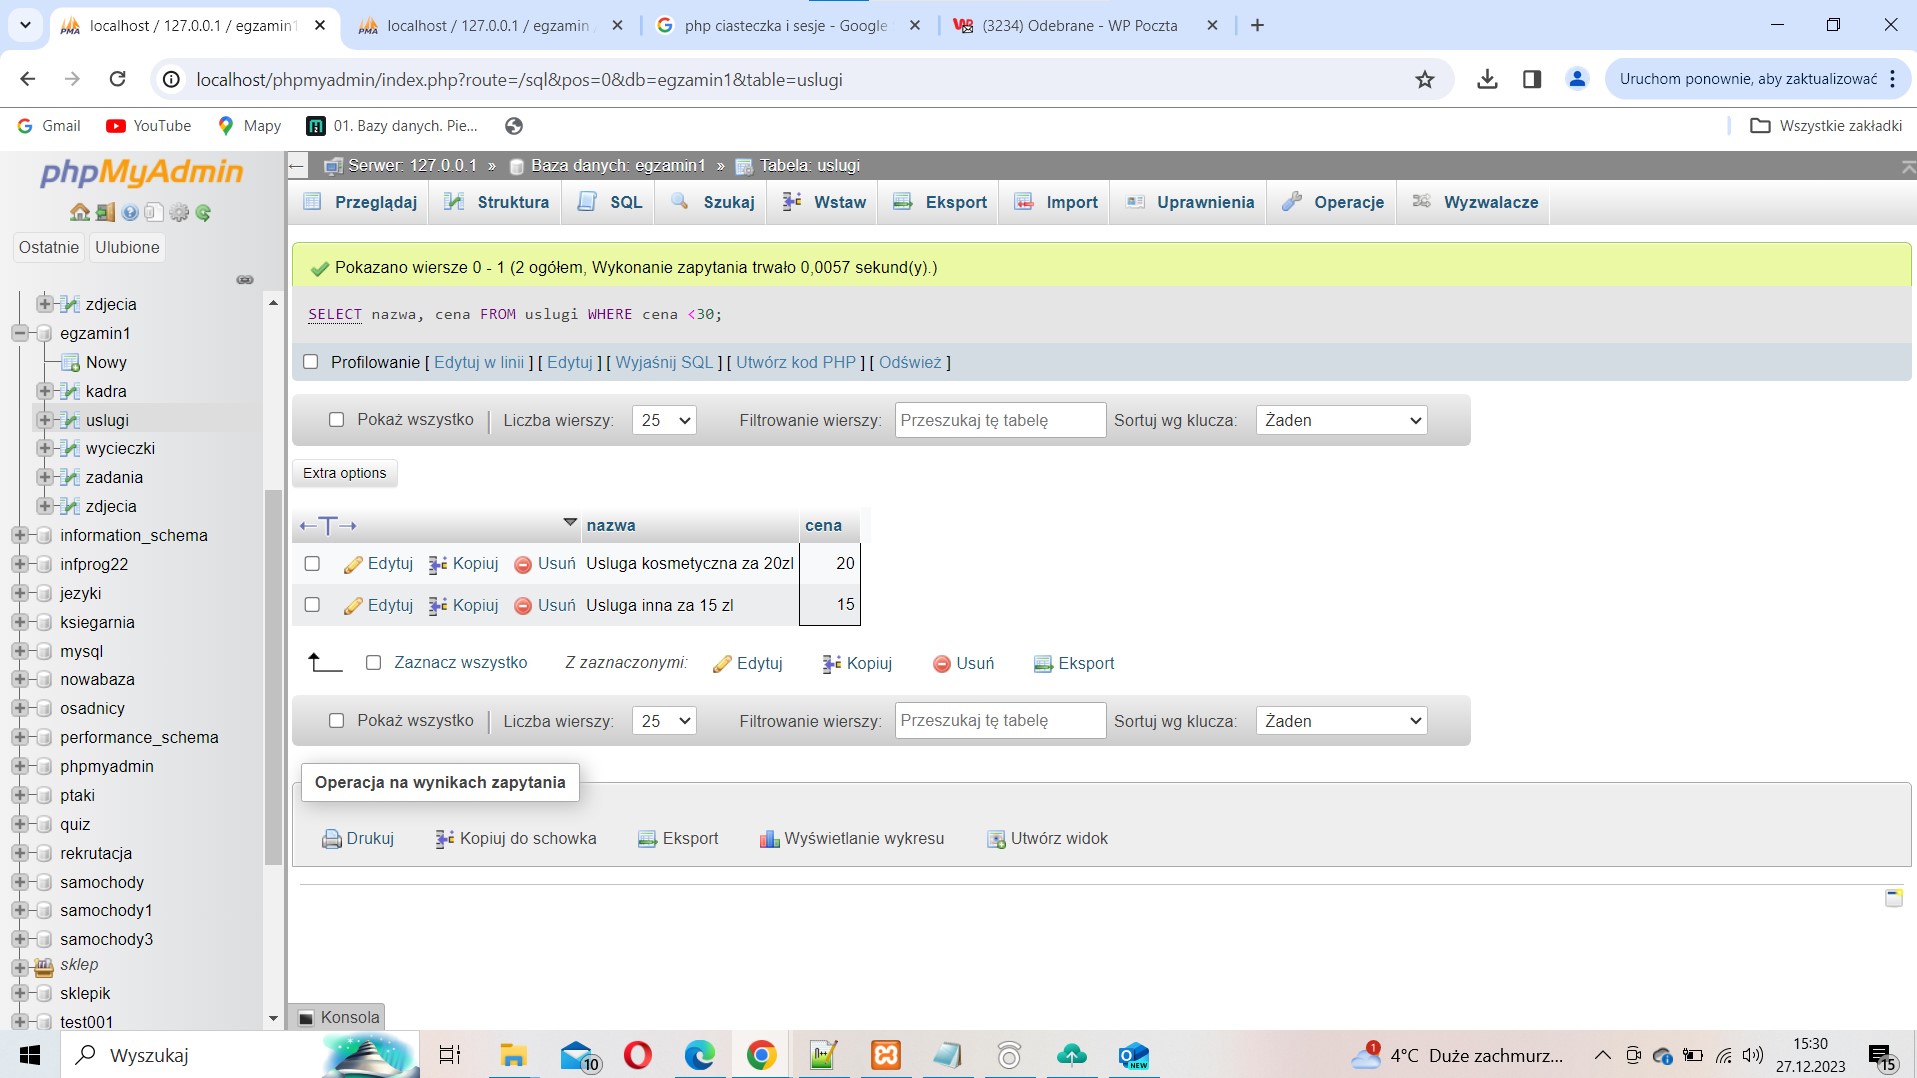 localhost / 127.0.0.1 / egzamin1
localhost / 127.0.0.1 / egzamin
php ciasteczka i sesje - Google
(3234) Odebrane - WP Poczta
localhost/phpmyadmin/index.php?route=/sql&pos=0&db=egzamin1&table=uslugi
Uruchom ponownie, aby zaktualizować
Gmail
YouTube
Mapy
01. Bazy danych. Pie...
Wszystkie zakładki
phpMyAdmin
Serwer: 127.0.0.1 » Baza danych: egzamin1 » Tabela: uslugi
Przeglądaj
Struktura
SQL
Szukaj
Wstaw
Eksport
Import
Uprawnienia
Operacje
Wyzwalacze
Ostatnie
Ulubione
zdjecia
egzamin1
Nowy
kadra
uslugi
wycieczki
zadania
zdjecia
information_schema
infprog22
jezyki
ksiegarnia
mysql
nowabaza
osadnicy
performance_schema
phpmyadmin
ptaki
quiz
rekrutacja
samochody
samochody1
samochody3
sklep
sklepik
test001
Pokazano wiersze 0 - 1 (2 ogółem, Wykonanie zapytania trwało 0,0057 sekund(y).)
SELECT nazwa, cena FROM uslugi WHERE cena <30;
Profilowanie [ Edytuj w linii ] [ Edytuj ] [ Wyjaśnij SQL ] [ Utwórz kod PHP ] [ Odśwież ]
Pokaż wszystko | Liczba wierszy: 25 Filtrowanie wierszy: Przeszukaj tę tabelę Sortuj wg klucza: Żaden
Extra options
←T→ nazwa cena
Edytuj Kopiuj Usuń Usluga kosmetyczna za 20zl 20
Edytuj Kopiuj Usuń Usluga inna za 15 zl 15
Zaznacz wszystko Z zaznaczonymi: Edytuj Kopiuj Usuń Eksport
Pokaż wszystko | Liczba wierszy: 25 Filtrowanie wierszy: Przeszukaj tę tabelę Sortuj wg klucza: Żaden
Operacja na wynikach zapytania
Drukuj Kopiuj do schowka Eksport Wyświetlanie wykresu Utwórz widok
Konsola
Wyszukaj
10
NEW
1
4°C Duże zachmurz...
15:30
27.12.2023
15